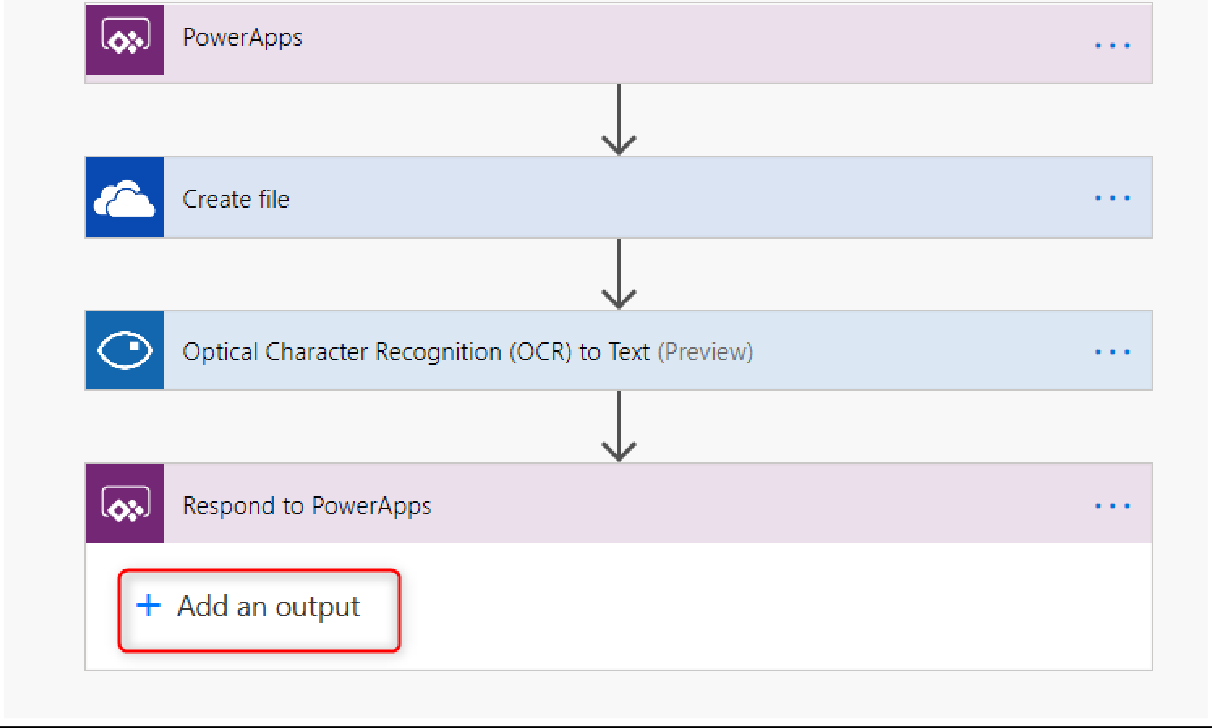 PowerApps
Create file
Optical Character Recognition (OCR) to Text (Preview)
Respond to PowerApps
+ Add an output